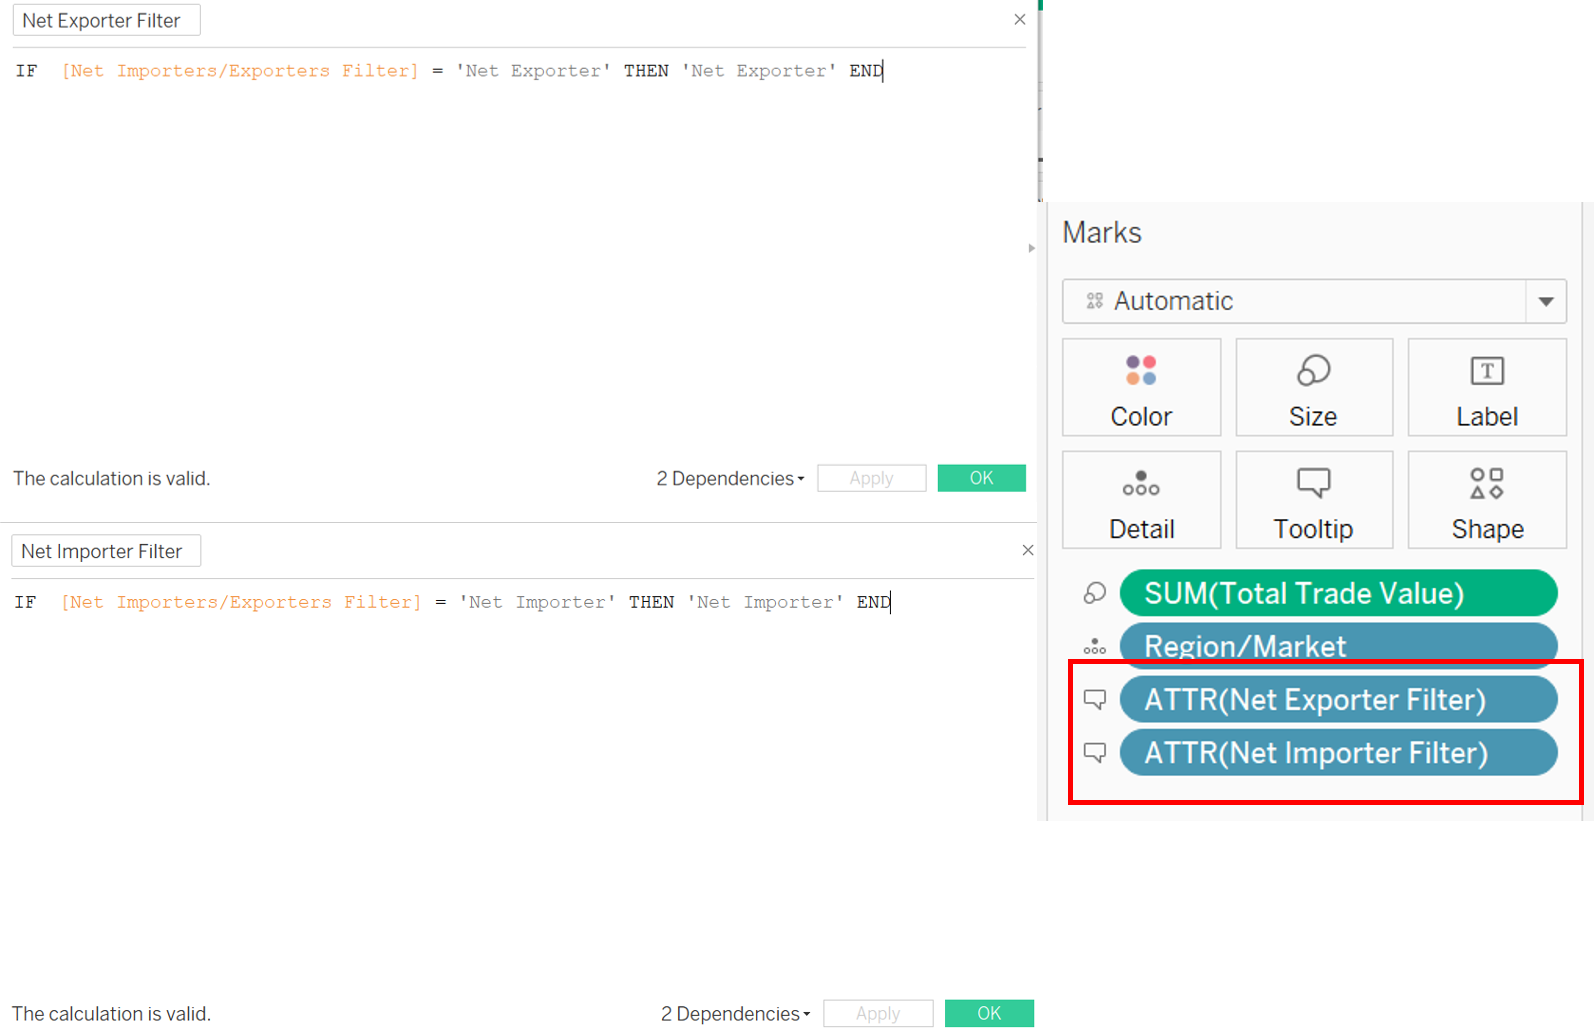 Net Exporter Filter
IF [Net Importers/Exporters Filter] = 'Net Exporter' THEN 'Net Exporter' END
The calculation is valid.
2 Dependencies
Apply
OK
Net Importer Filter
IF [Net Importers/Exporters Filter] = 'Net Importer' THEN 'Net Importer' END
The calculation is valid.
2 Dependencies
Apply
OK
Marks
Automatic
Color
Size
T
Label
Detail
Tooltip
Shape
SUM(Total Trade Value)
Region/Market
ATTR(Net Exporter Filter)
ATTR(Net Importer Filter)